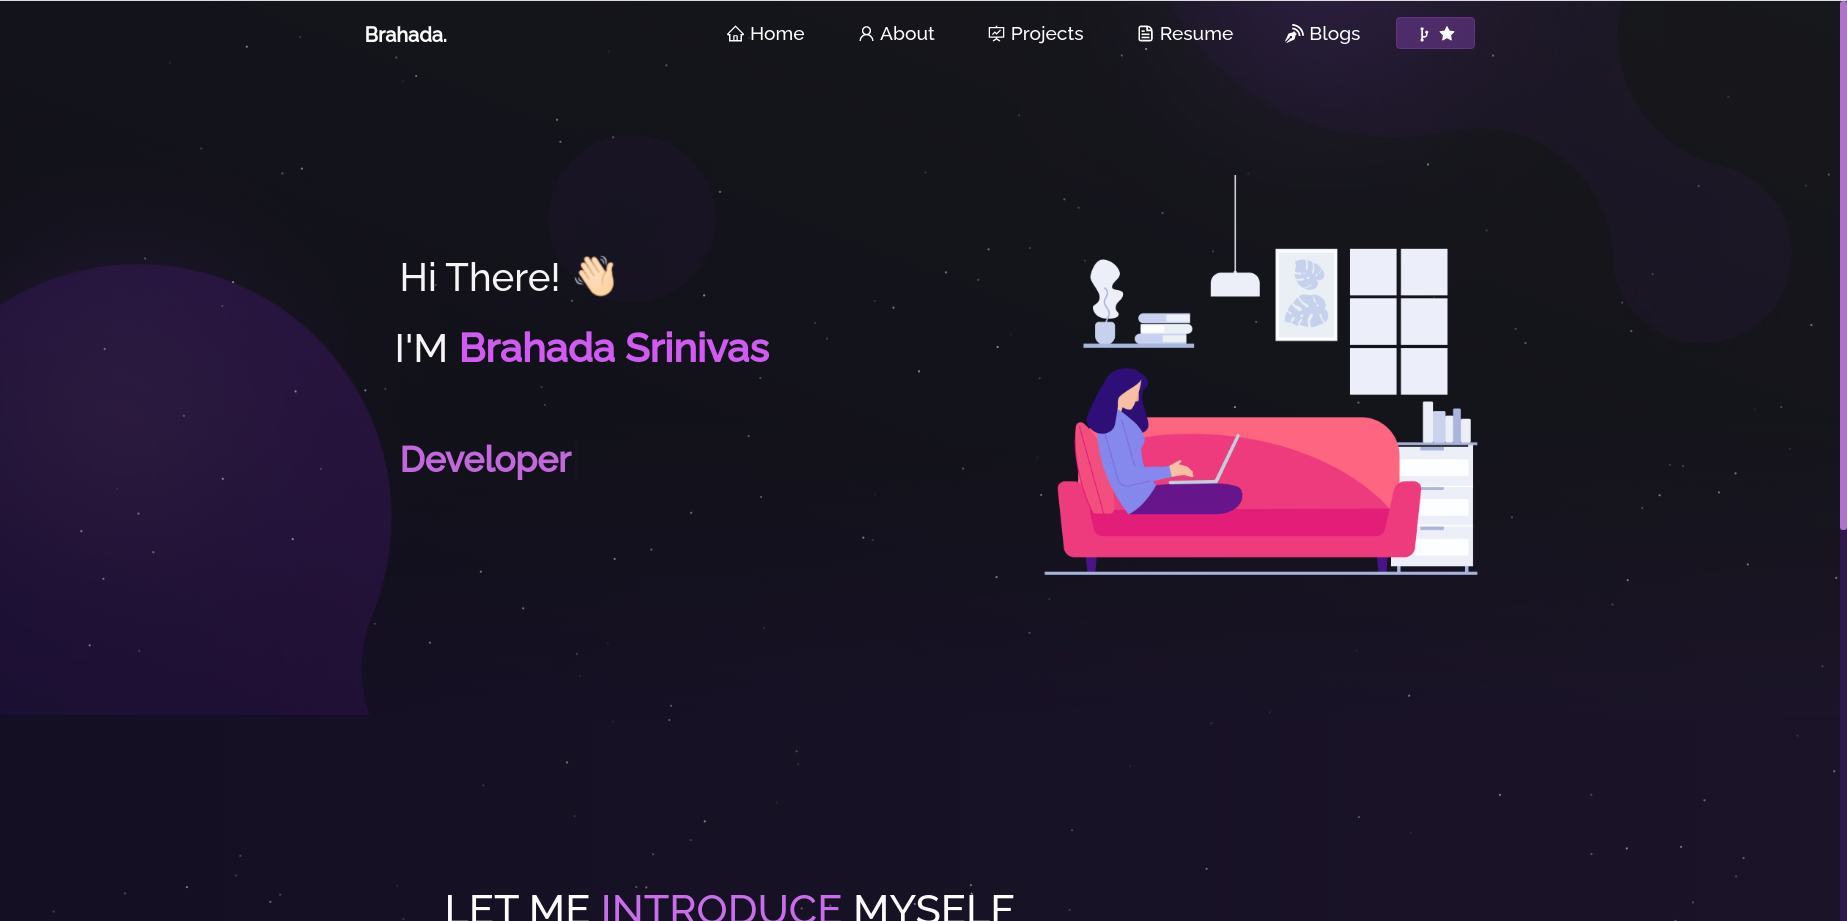 Brahada.
Home About Projects Resume Blogs
Hi There! 👋🏻
I'M Brahada Srinivas
Developer
LET ME INTRODUCE MYSELF